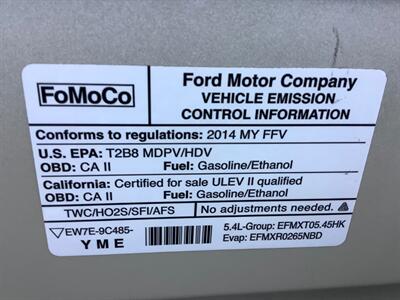 FoMoCo
Ford Motor Company
VEHICLE EMISSION
CONTROL INFORMATION
Conforms to regulations: 2014 MY FFV
U.S. EPA: T2B8 MDPV/HDV
OBD: CA II Fuel: Gasoline/Ethanol
California: Certified for sale ULEV II qualified
OBD: CA II Fuel: Gasoline/Ethanol
TWC/HO2S/SFI/AFS No adjustments needed.
EW7E-9C485- 5.4L-Group: EFMXT05.45HK
YME Evap: EFMXR0265NBD